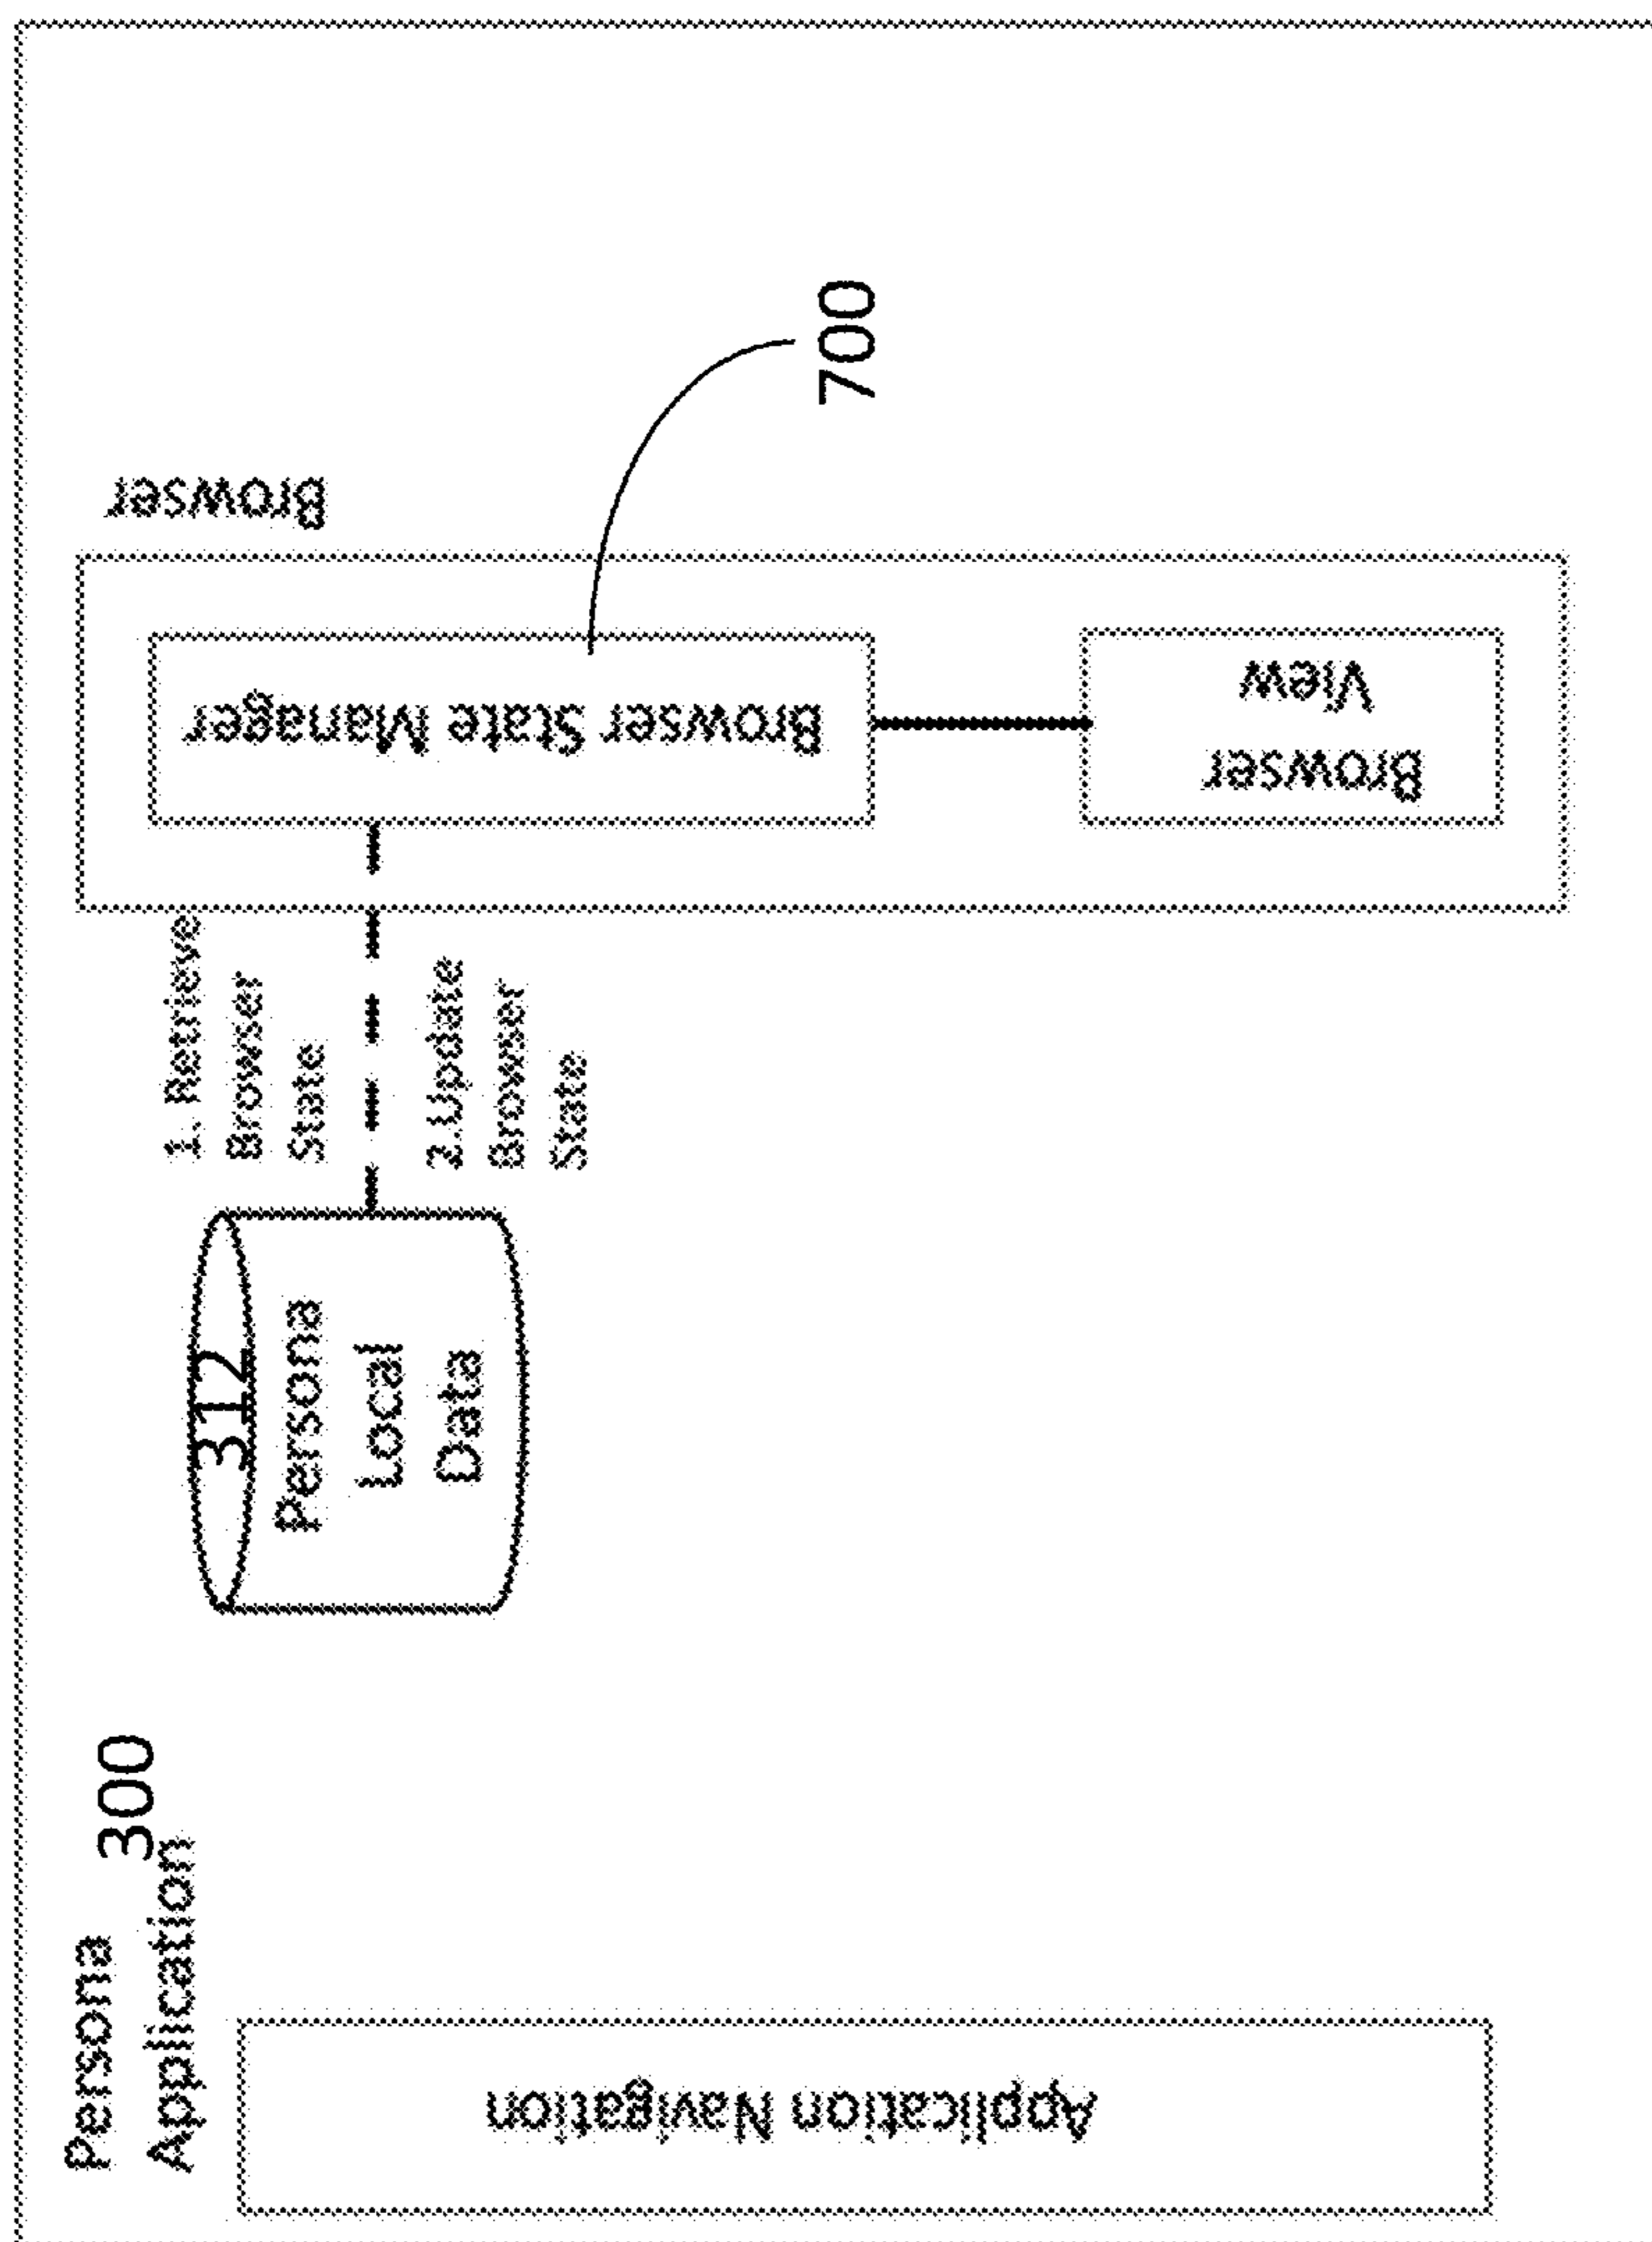 Persona
Application
300
Application Navigation
312
Persona
Local
Data
1. Retrieve
Browser
State
2.Update
Browser
State
Browser
Browser State Manager
Browser
View
700